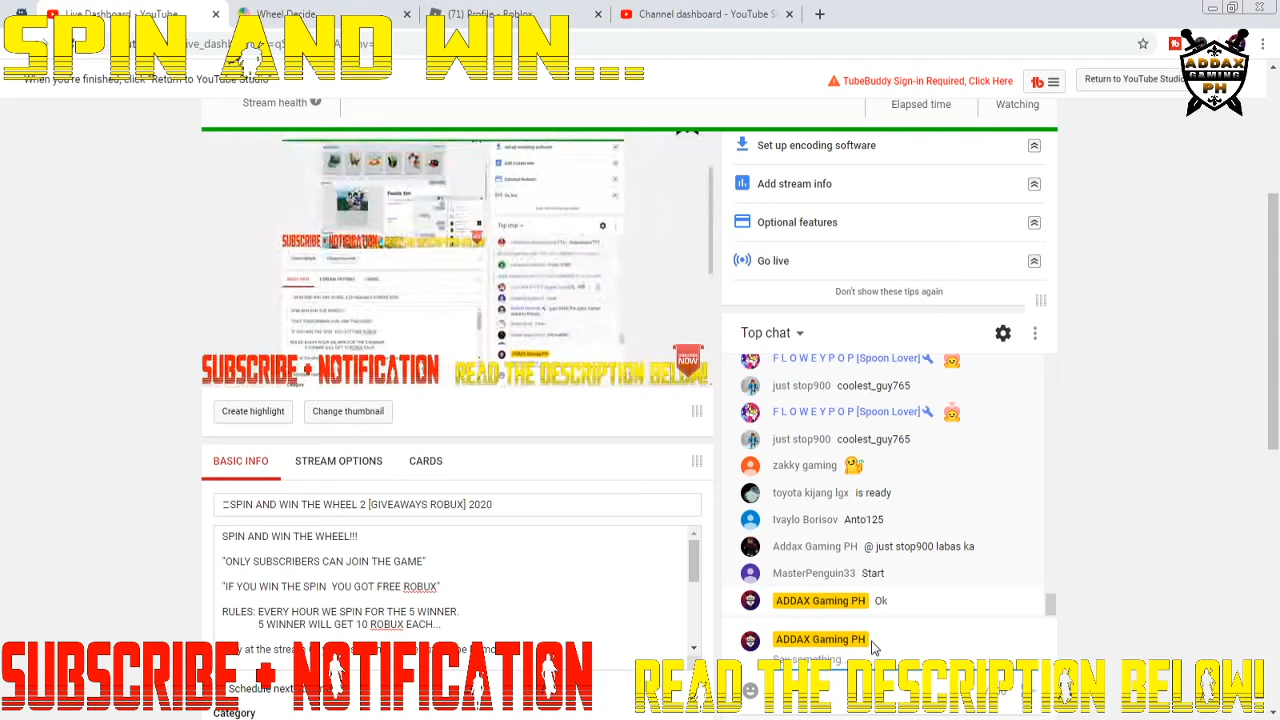 Live dashboard - YouTube
Wheel Decide
(71) Profile - Roblox
Channel dashboard - YouTube S
SPIN AND WIN...
When you're finished, click "Return to YouTube Studio"
TubeBuddy Sign-in Required, Click Here
Return to YouTube Studio
ADDAX
GAMING
PH
Stream health
Elapsed time
Watching
Set up encoding software
Add stream info
Optional features
Go live
Don't show these tips again
Top chat
F L O W E Y P O P [Spoon Lover]
just stop900 coolest_guy765
F L O W E Y P O P [Spoon Lover]
just stop900 coolest_guy765
zakky gaming
toyota kijang lgx is ready
Ivaylo Borisov Anto125
Addax Gaming PH @ just stop900 labas ka
MasterPenguin33 Start
ADDAX Gaming PH Ok
ADDAX Gaming PH
Say something...
SUBSCRIBE + NOTIFICATION
READ THE DESCRIPTION BELOW!
Create highlight
Change thumbnail
BASIC INFO
STREAM OPTIONS
CARDS
SPIN AND WIN THE WHEEL 2 [GIVEAWAYS ROBUX] 2020
SPIN AND WIN THE WHEEL!!!
"ONLY SUBSCRIBERS CAN JOIN THE GAME"
"IF YOU WIN THE SPIN YOU GOT FREE ROBUX"
RULES: EVERY HOUR WE SPIN FOR THE 5 WINNER.
5 WINNER WILL GET 10 ROBUX EACH...
SUBSCRIBE + NOTIFICATION
READ THE DESCRIPTION BELOW!
Schedule next
Category